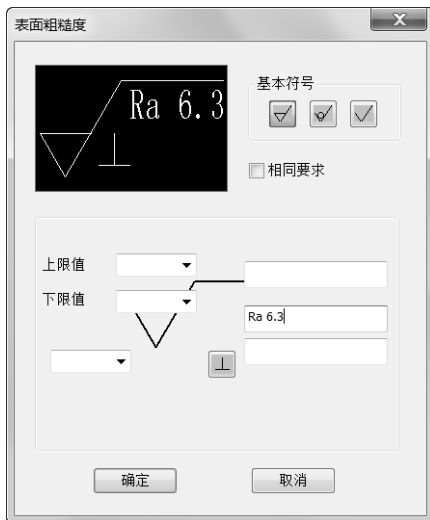 表面粗糙度
Ra 6.3
基本符号
相同要求
上限值
下限值
Ra 6.3
确定
取消